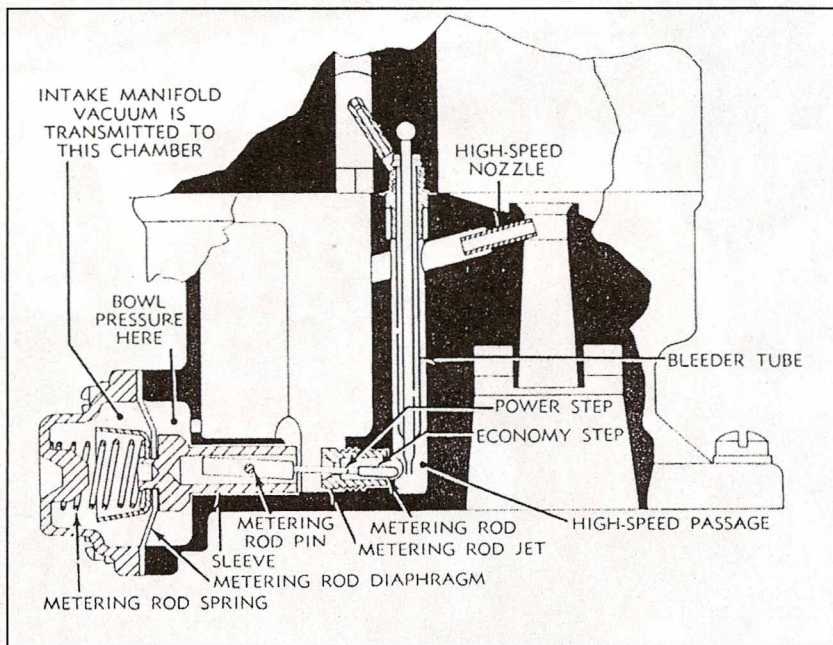 INTAKE MANIFOLD
VACUUM IS
TRANSMITTED TO
THIS CHAMBER
HIGH-SPEED
NOZZLE
BOWL
PRESSURE
HERE
BLEEDER TUBE
POWER STEP
ECONOMY STEP
METERING
ROD PIN
METERING ROD
HIGH-SPEED PASSAGE
SLEEVE
METERING ROD JET
METERING ROD DIAPHRAGM
METERING ROD SPRING